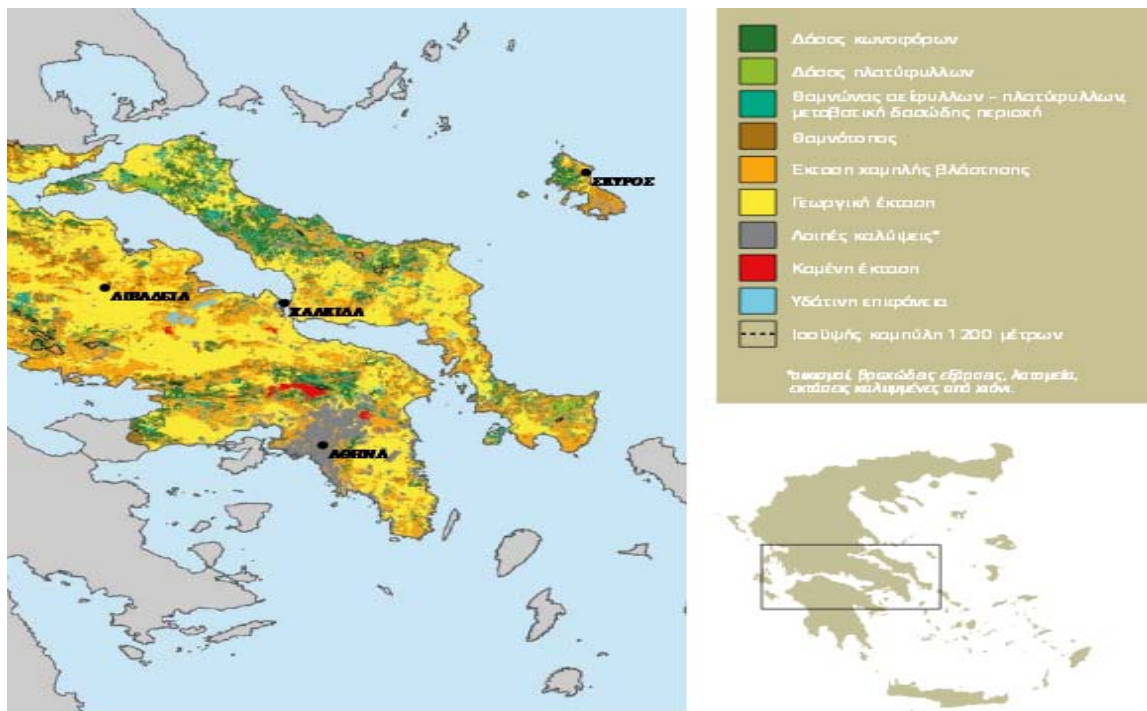 ΣΚΥΡΟΣ
ΛΙΒΑΔΕΙΑ
ΧΑΛΚΙΔΑ
ΑΘΗΝΑ
Δάσος κωνοφόρων
Δάσος πλατύφυλλων
Θαμνώνας αείφυλλων – πλατύφυλλων,
μεταβατική δασώδης περιοχή
Θαμνότοπος
Έκταση χαμηλής βλάστησης
Γεωργική έκταση
Λοιπές καλύψεις*
Καμένη έκταση
Υδάτινη επιφάνεια
Ισοϋψής καμπύλη 1200 μέτρων
*οικισμοί, βραχώδεις εξάρσεις, λατομεία,
εκτάσεις καλυμμένες από χιόνι.